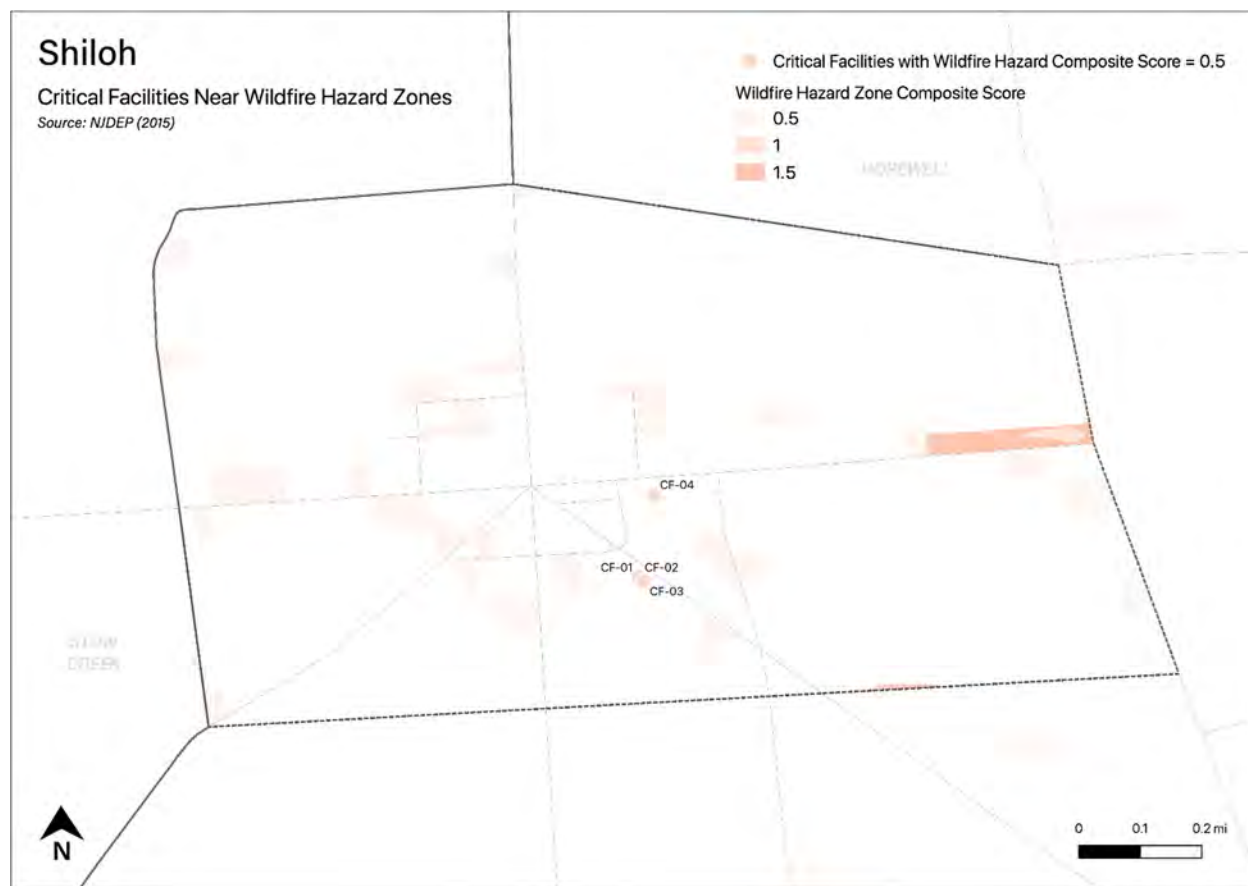 Shiloh
Critical Facilities Near Wildfire Hazard Zones
Source: NJDEP (2015)
Critical Facilities with Wildfire Hazard Composite Score = 0.5
Wildfire Hazard Zone Composite Score
0.5
1
1.5
HOPEWELL
CF-04
CF-01
CF-02
CF-03
STOW
CREEK
N
0
0.1
0.2 mi